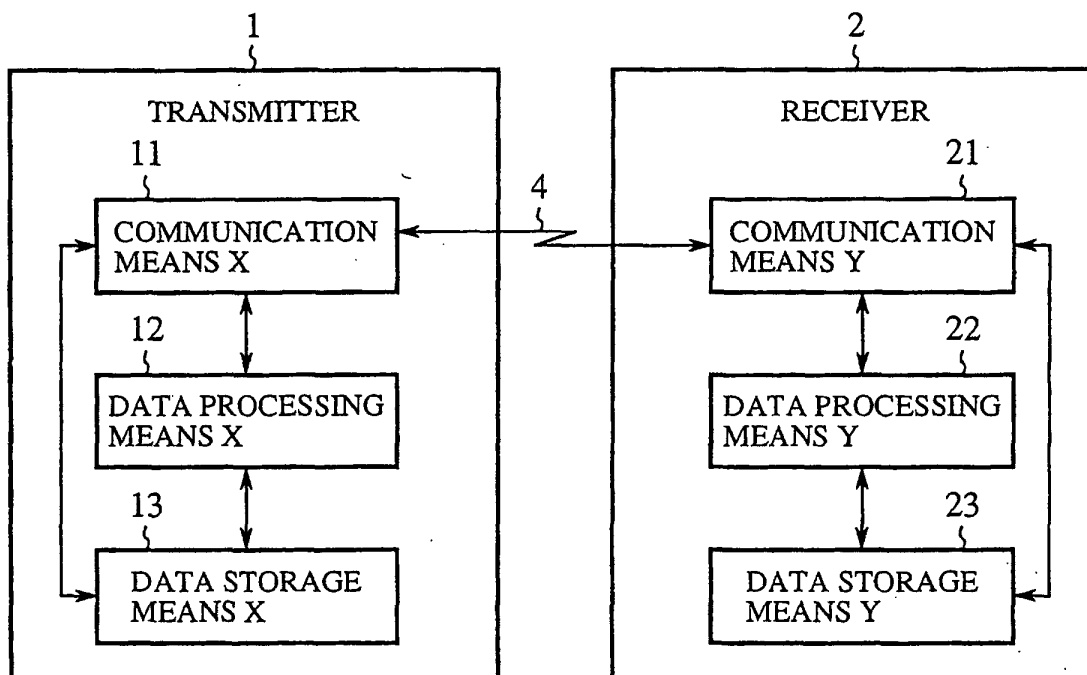 1
TRANSMITTER
11
COMMUNICATION
MEANS X
12
DATA PROCESSING
MEANS X
13
DATA STORAGE
MEANS X
4
2
RECEIVER
21
COMMUNICATION
MEANS Y
22
DATA PROCESSING
MEANS Y
23
DATA STORAGE
MEANS Y